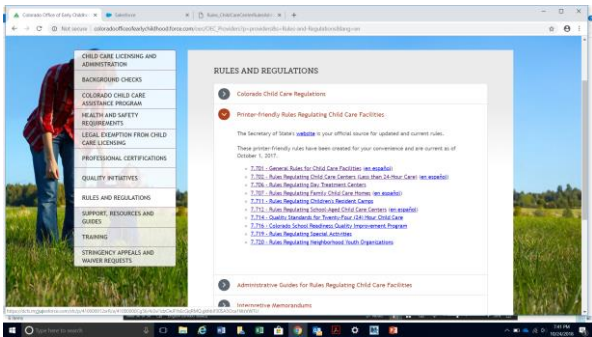 Colorado Office of Early Childho
Salesforce
Rules_ChildCareCenterRules
Not secure | coloradoofficeofearlychildhood.force.com
CHILD CARE LICENSING AND
ADMINISTRATION
BACKGROUND CHECKS
COLORADO CHILD CARE
ASSISTANCE PROGRAM
HEALTH AND SAFETY
REQUIREMENTS
LEGAL EXEMPTION FROM CHILD
CARE LICENSING
PROFESSIONAL CERTIFICATIONS
QUALITY INITIATIVES
RULES AND REGULATIONS
SUPPORT, RESOURCES AND
GUIDES
TRAINING
STRINGENCY APPEALS AND
WAIVER REQUESTS
RULES AND REGULATIONS
Colorado Child Care Regulations
Printer-friendly Rules Regulating Child Care Facilities
The Secretary of State's website is your official source for updated and current rules.
These printer-friendly rules have been created for your convenience and are current as of
October 1, 2017.
7.701 - General Rules for Child Care Facilities (en español)
7.702 - Rules Regulating Child Care Centers (Less than 24-Hour Care) (en español)
7.706 - Rules Regulating Day Treatment Centers
7.707 - Rules Regulating Family Child Care Homes (en español)
7.711 - Rules Regulating Children's Resident Camps
7.712 - Rules Regulating School-Aged Child Care Centers (en español)
7.714 - Quality Standards for Twenty-Four (24) Hour Child Care
7.716 - Colorado School Readiness Quality Improvement Program
7.719 - Rules Regulating Special Activities
7.720 - Rules Regulating Neighborhood Youth Organizations
Administrative Guides for Rules Regulating Child Care Facilities
Interpretive Memorandums
Type here to search
7:45 PM